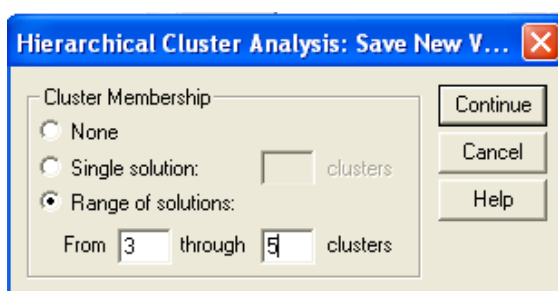 Hierarchical Cluster Analysis: Save New V...
Cluster Membership
None
Single solution: clusters
Range of solutions:
From 3 through 5 clusters
Continue
Cancel
Help